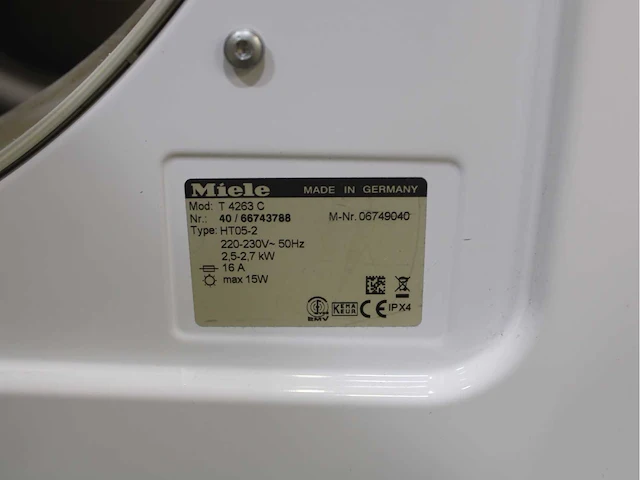 Miele MADE IN GERMANY
Mod: T 4263 C
Nr.: 40 / 66743788 M-Nr. 06749040
Type: HT05-2
220-230V~ 50Hz
2,5-2,7 kW
16 A
max 15W
KEMA
KEUR CE IPX4
EMV